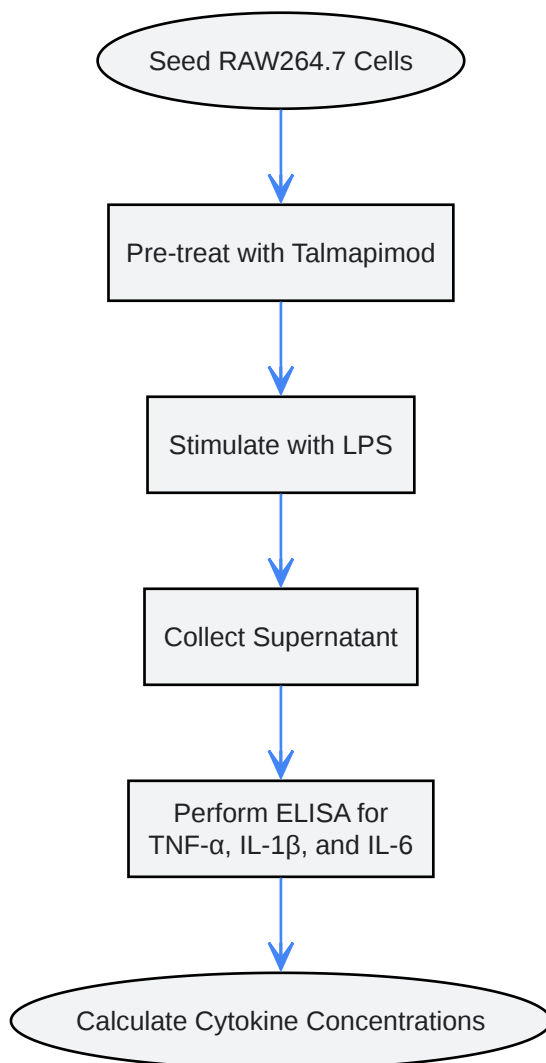 Seed RAW264.7 Cells
Pre-treat with Talmapimod
Stimulate with LPS
Collect Supernatant
Perform ELISA for
TNF-α, IL-1β, and IL-6
Calculate Cytokine Concentrations